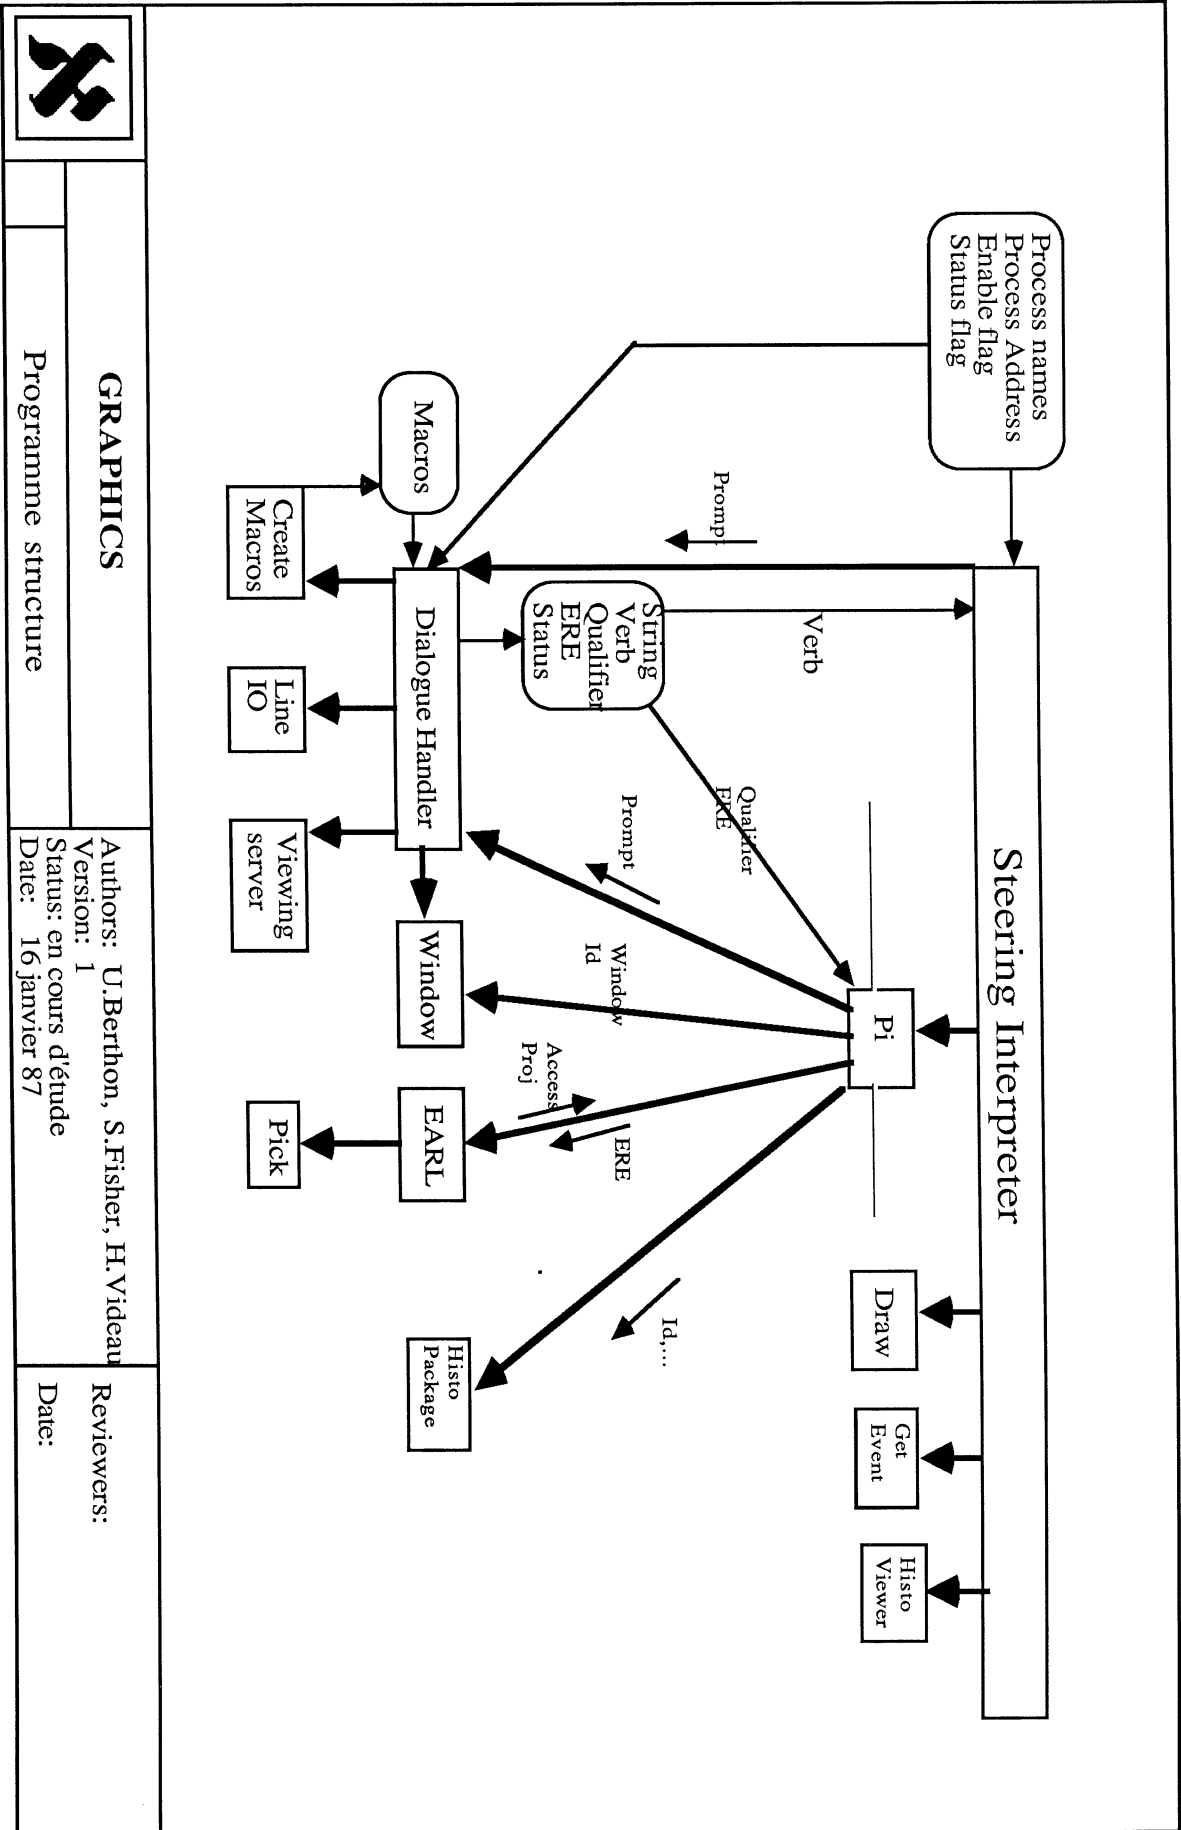 Process names
Process Address
Enable flag
Status flag
Steering Interpreter
Prompt
Verb
Qualifier
ERE
Pi
Draw
Get
Event
Histo
Viewer
String
Verb
Qualifier
ERE
Status
Prompt
Window
Id
Access
Proj
ERE
Id,...
Macros
Dialogue Handler
Window
EARL
Histo
Package
Create
Macros
Line
IO
Viewing
server
Pick
GRAPHICS
Programme structure
Authors: U.Berthon, S.Fisher, H.Videau
Version: 1
Status: en cours d'étude
Date: 16 janvier 87
Reviewers:
Date: